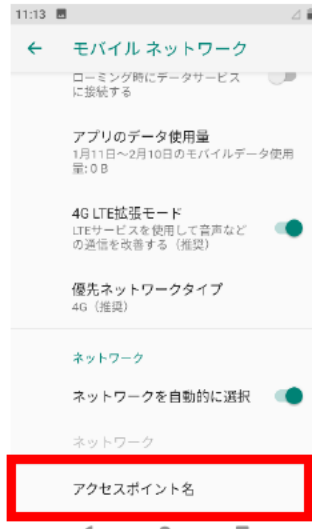 11:13
モバイル ネットワーク
ローミング時にデータサービス
に接続する
アプリのデータ使用量
1月11日～2月10日のモバイルデータ使用
量: 0 B
4G LTE拡張モード
LTEサービスを使用して音声など
の通信を改善する（推奨）
優先ネットワークタイプ
4G（推奨）
ネットワーク
ネットワークを自動的に選択
ネットワーク
アクセスポイント名